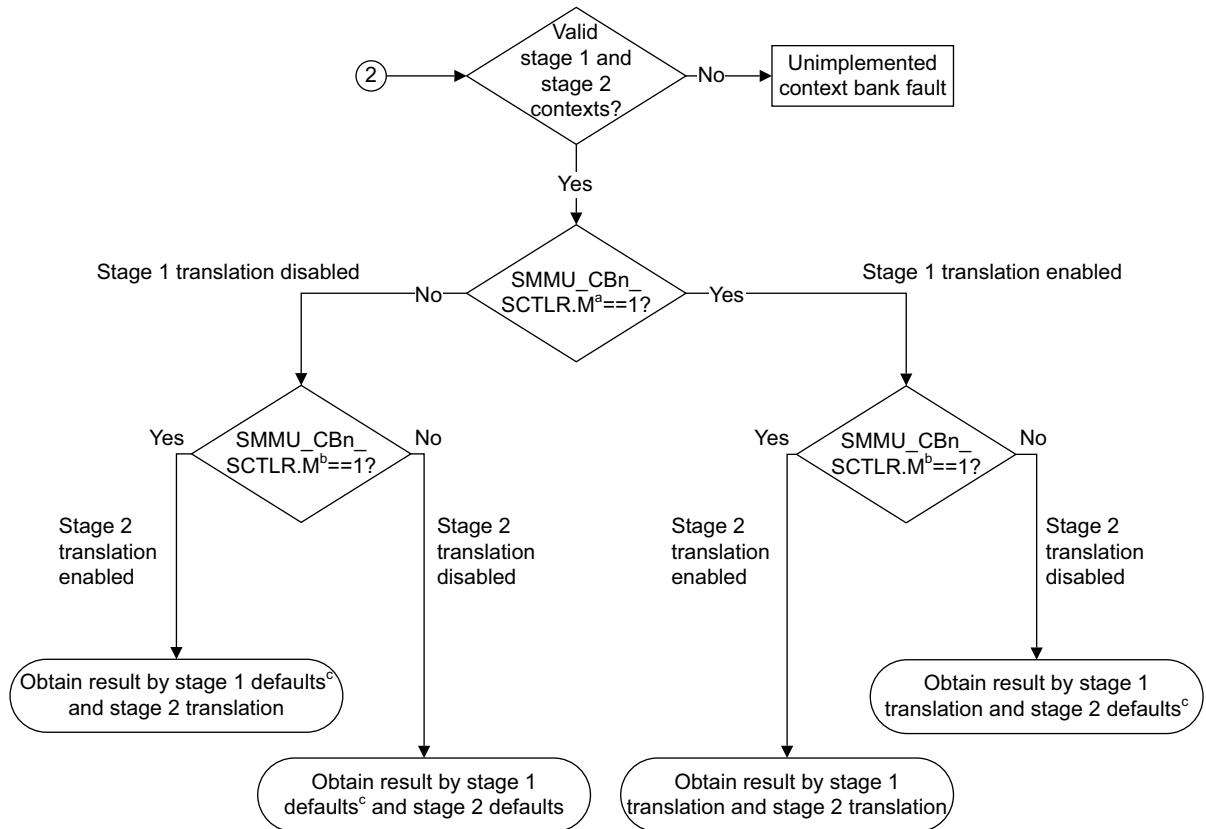 Valid
stage 1 and
stage 2
contexts?
2
No
Unimplemented
context bank fault
Yes
Stage 1 translation disabled
Stage 1 translation enabled
No
SMMU_CBn_
SCTLR.Mᵃ==1?
Yes
Yes
SMMU_CBn_
SCTLR.Mᵇ==1?
No
Yes
SMMU_CBn_
SCTLR.Mᵇ==1?
No
Stage 2
translation
enabled
Stage 2
translation
disabled
Stage 2
translation
enabled
Stage 2
translation
disabled
Obtain result by stage 1 defaultsᶜ
and stage 2 translation
Obtain result by stage 1
translation and stage 2 defaultsᶜ
Obtain result by stage 1
defaultsᶜ and stage 2 defaults
Obtain result by stage 1
translation and stage 2 translation